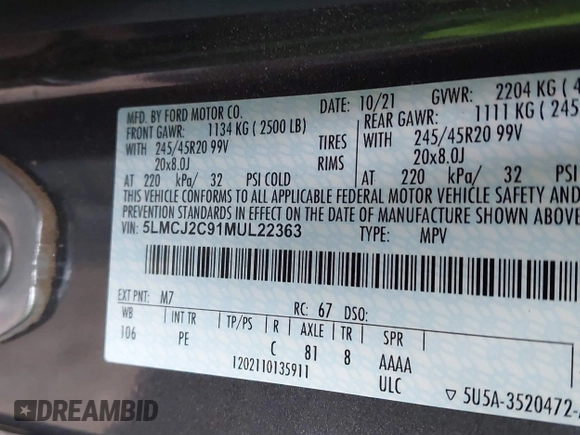 MFD. BY FORD MOTOR CO. DATE: 10/21 GVWR: 2204 KG ( 4
FRONT GAWR: 1134 KG ( 2500 LB) REAR GAWR: 1111 KG ( 245
WITH 245/45R20 99V TIRES WITH 245/45R20 99V
20x8.0J RIMS 20x8.0J
AT 220 kPa/ 32 PSI COLD AT 220 kPa/ 32 PSI
THIS VEHICLE CONFORMS TO ALL APPLICABLE FEDERAL MOTOR VEHICLE SAFETY AND
PREVENTION STANDARDS IN EFFECT ON THE DATE OF MANUFACTURE SHOWN ABOVE
VIN: 5LMCJ2C91MUL22363 TYPE: MPV
EXT PNT: M7 RC: 67 DSO:
WB INT TR TP/PS R AXLE TR SPR
106 PE C 81 8 AAAA
1202110135911 ULC
▽ 5U5A-3520472-
DREAMBID